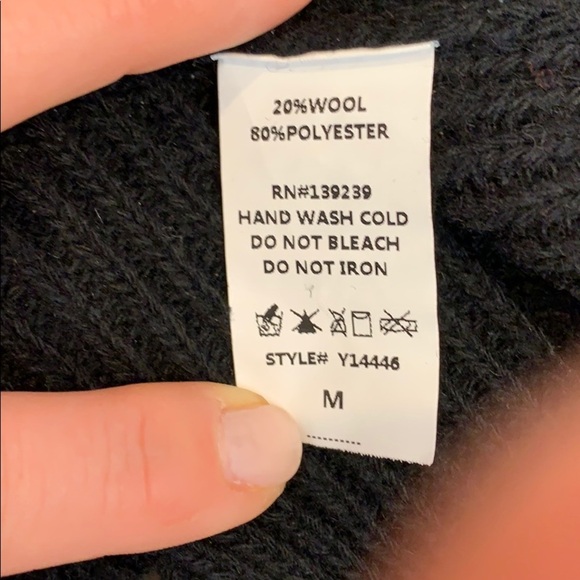 20%WOOL
80%POLYESTER
RN#139239
HAND WASH COLD
DO NOT BLEACH
DO NOT IRON
STYLE# Y14446
M